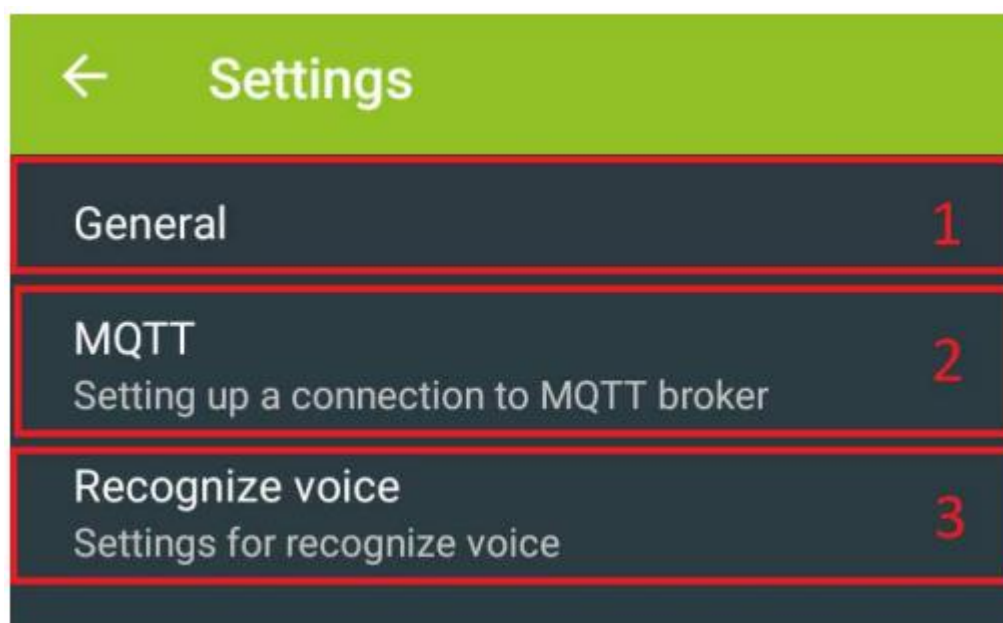 Settings
General 1
MQTT
Setting up a connection to MQTT broker 2
Recognize voice
Settings for recognize voice 3